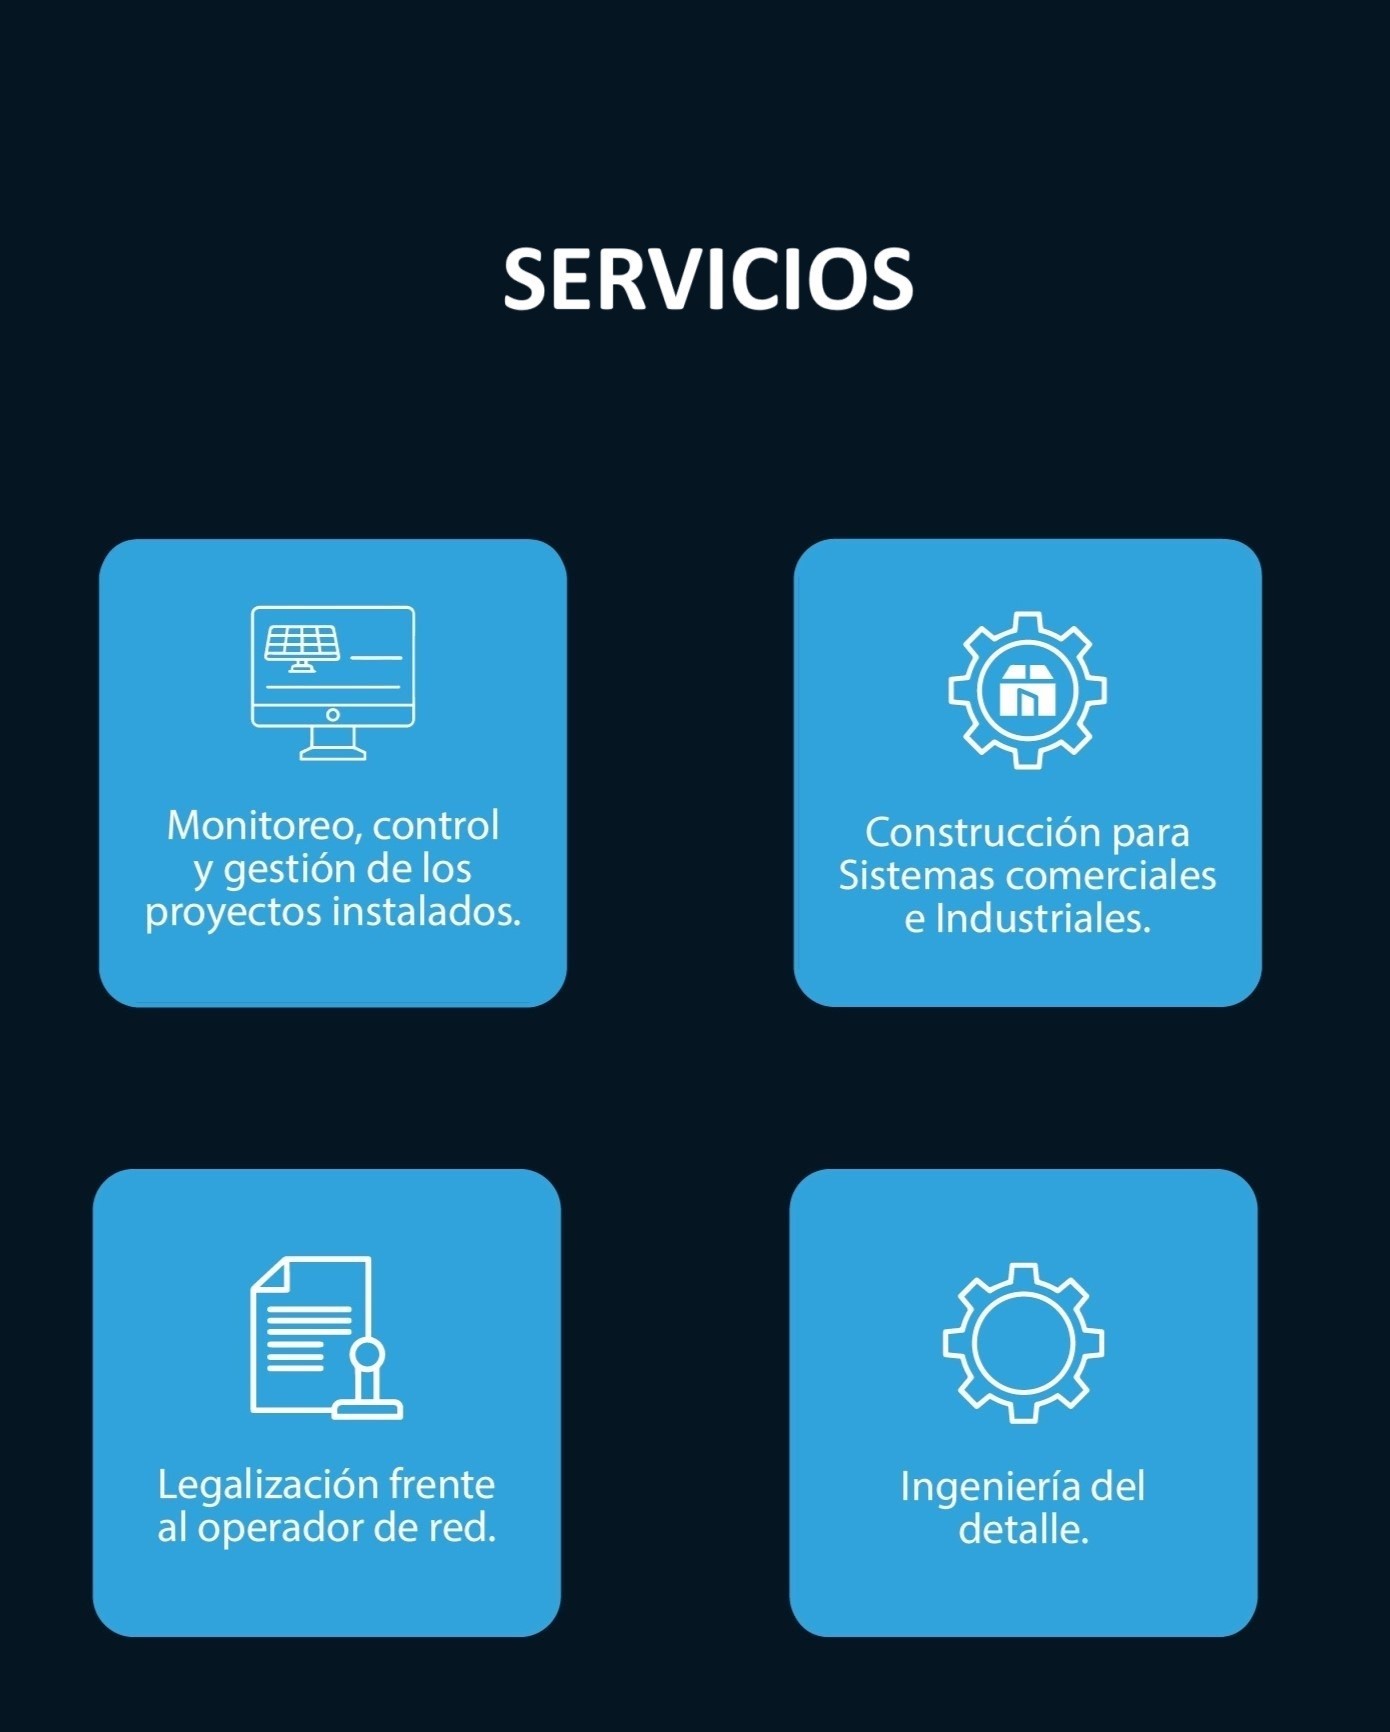 SERVICIOS
Monitoreo, control
y gestión de los
proyectos instalados.
Construcción para
Sistemas comerciales
e Industriales.
Legalización frente
al operador de red.
Ingeniería del
detalle.